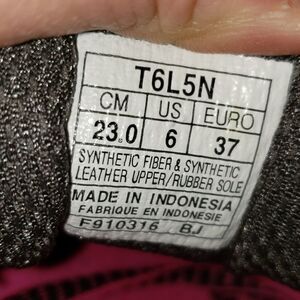 T6L5N
CM US EURO
23.0 6 37
SYNTHETIC FIBER & SYNTHETIC
LEATHER UPPER/RUBBER SOLE
MADE IN INDONESIA
FABRIQUE EN INDONESIE
F910316 BJ